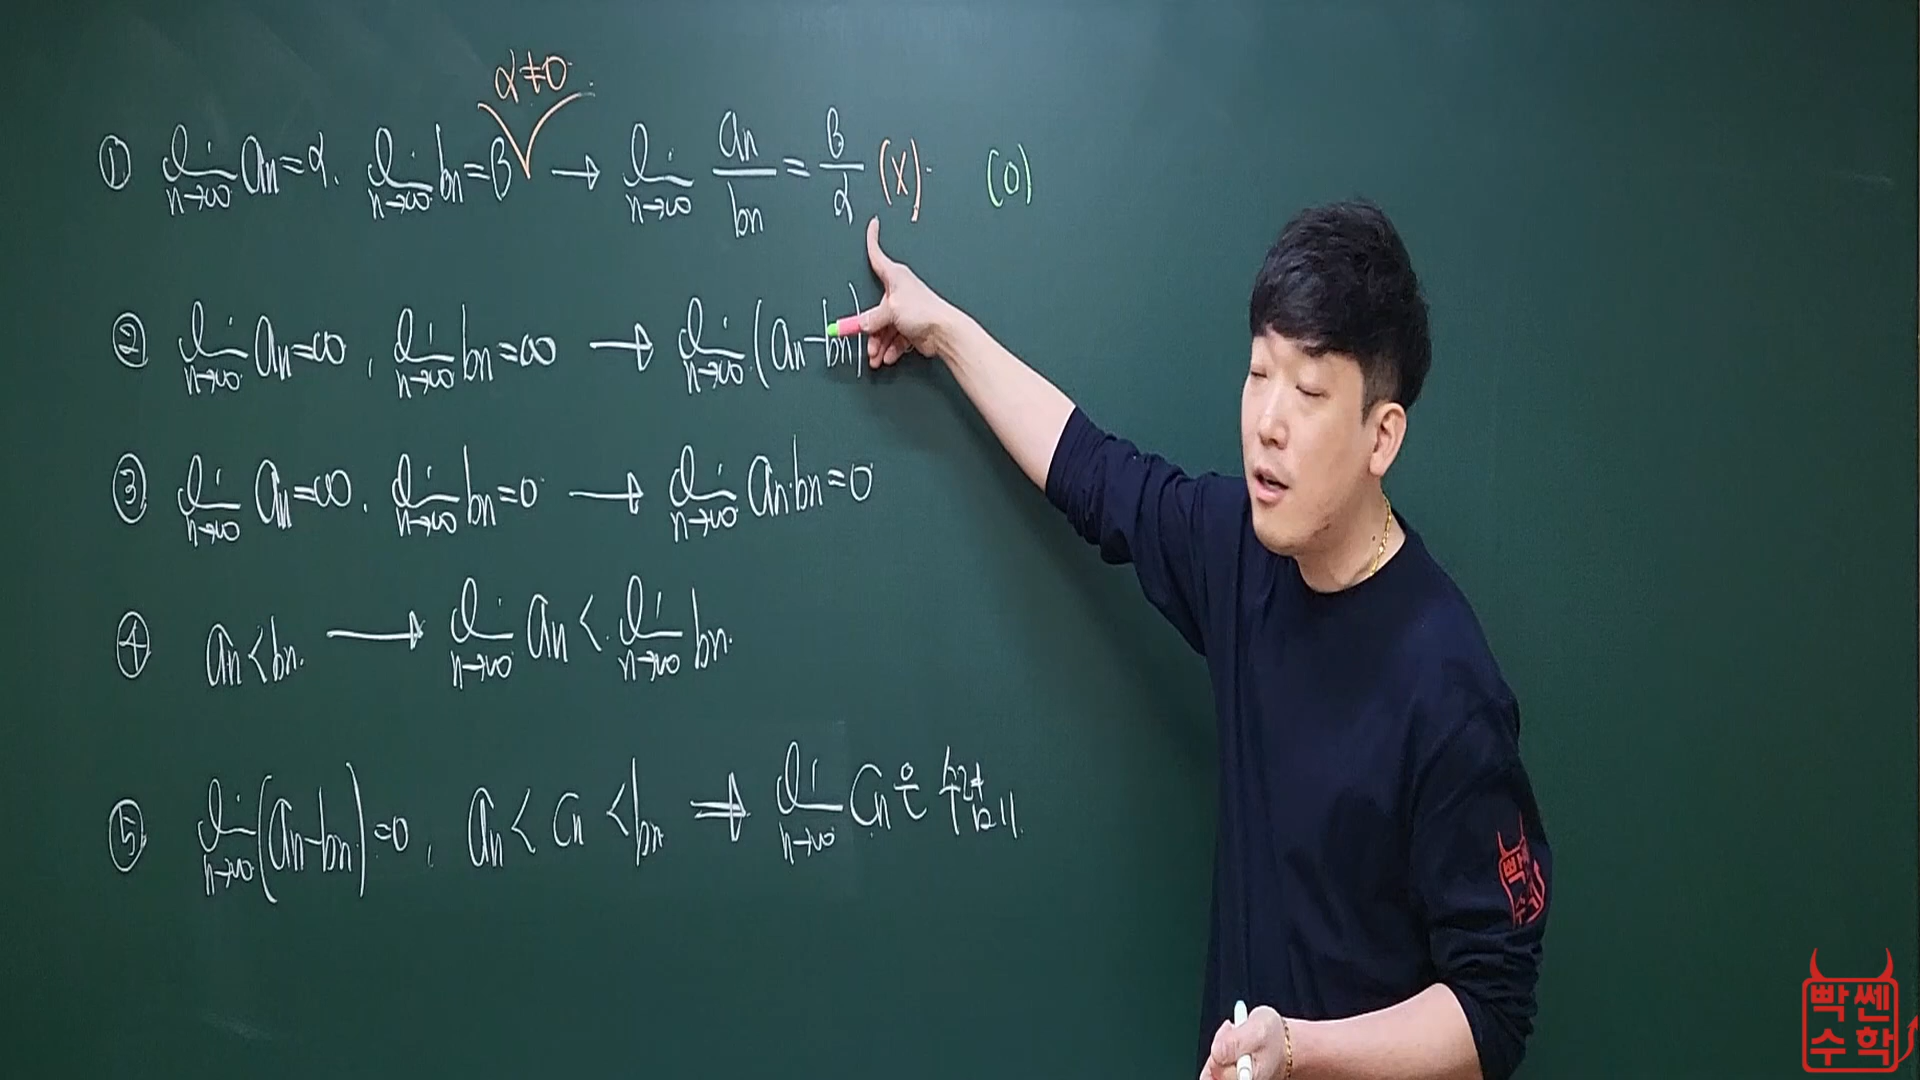 α≠0
① lim n→∞ an=α. lim n→∞ bn=β → lim n→∞ an/bn = β/α (X). (O)
② lim n→∞ an=∞, lim n→∞ bn=∞ → lim n→∞ (an-bn)
③ lim n→∞ an=∞. lim n→∞ bn=0 → lim n→∞ an·bn=0
④ an<bn. → lim n→∞ an < lim n→∞ bn.
⑤ lim n→∞ (an-bn)=0, an< cn <bn ⇒ lim n→∞ Cn은 수렴
빡쎈
수학